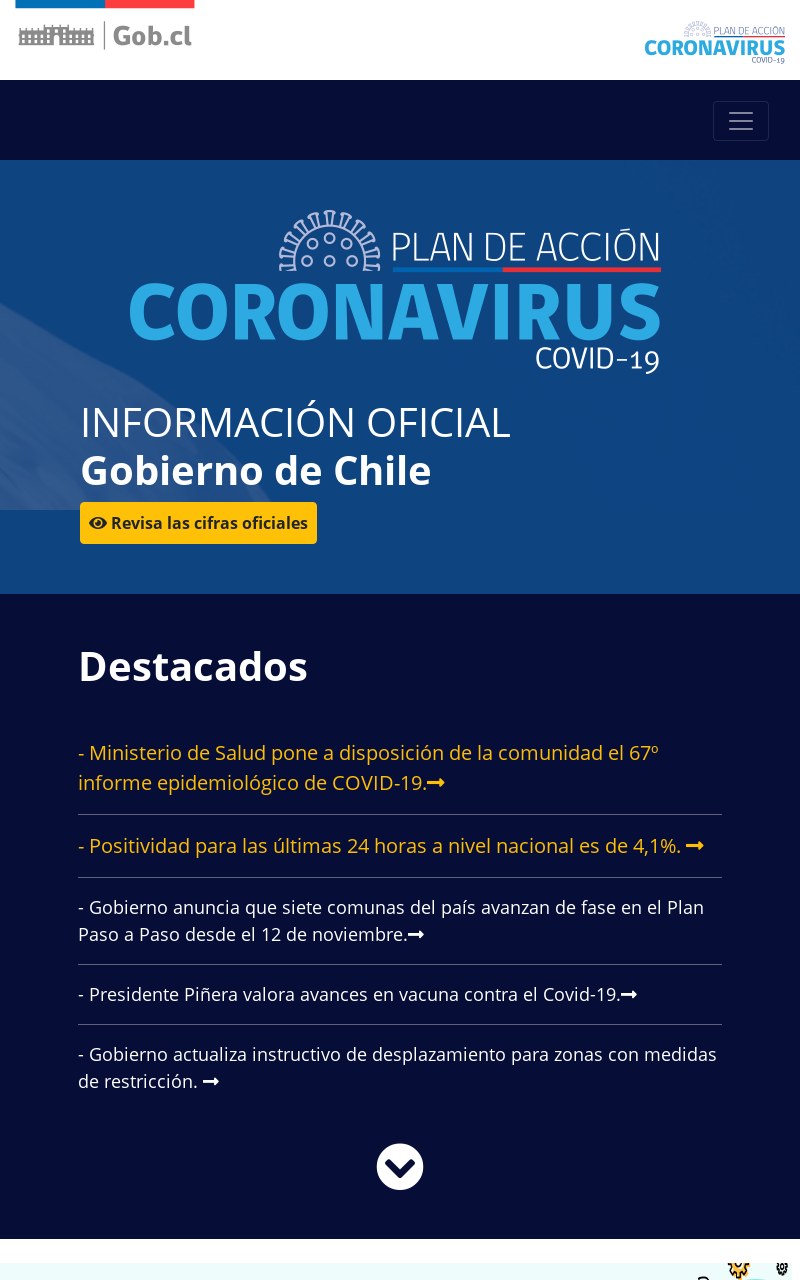 Gob.cl
PLAN DE ACCIÓN
CORONAVIRUS
COVID-19
PLAN DE ACCIÓN
CORONAVIRUS
COVID-19
INFORMACIÓN OFICIAL
Gobierno de Chile
Revisa las cifras oficiales
Destacados
- Ministerio de Salud pone a disposición de la comunidad el 67º
informe epidemiológico de COVID-19.
- Positividad para las últimas 24 horas a nivel nacional es de 4,1%.
- Gobierno anuncia que siete comunas del país avanzan de fase en el Plan
Paso a Paso desde el 12 de noviembre.
- Presidente Piñera valora avances en vacuna contra el Covid-19.
- Gobierno actualiza instructivo de desplazamiento para zonas con medidas
de restricción.